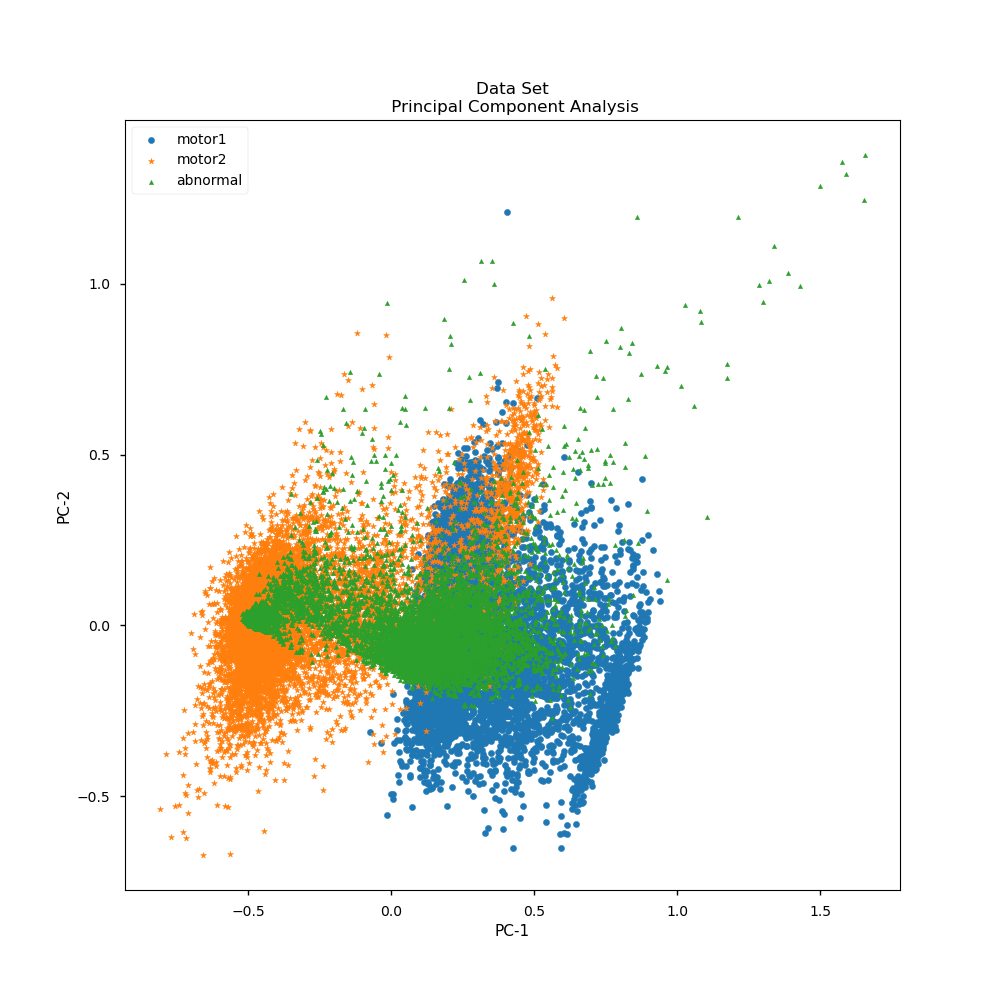 Data Set
Principal Component Analysis
motor1
motor2
abnormal
1.0
0.5
0.0
−0.5
PC-2
−0.5
0.0
0.5
1.0
1.5
PC-1